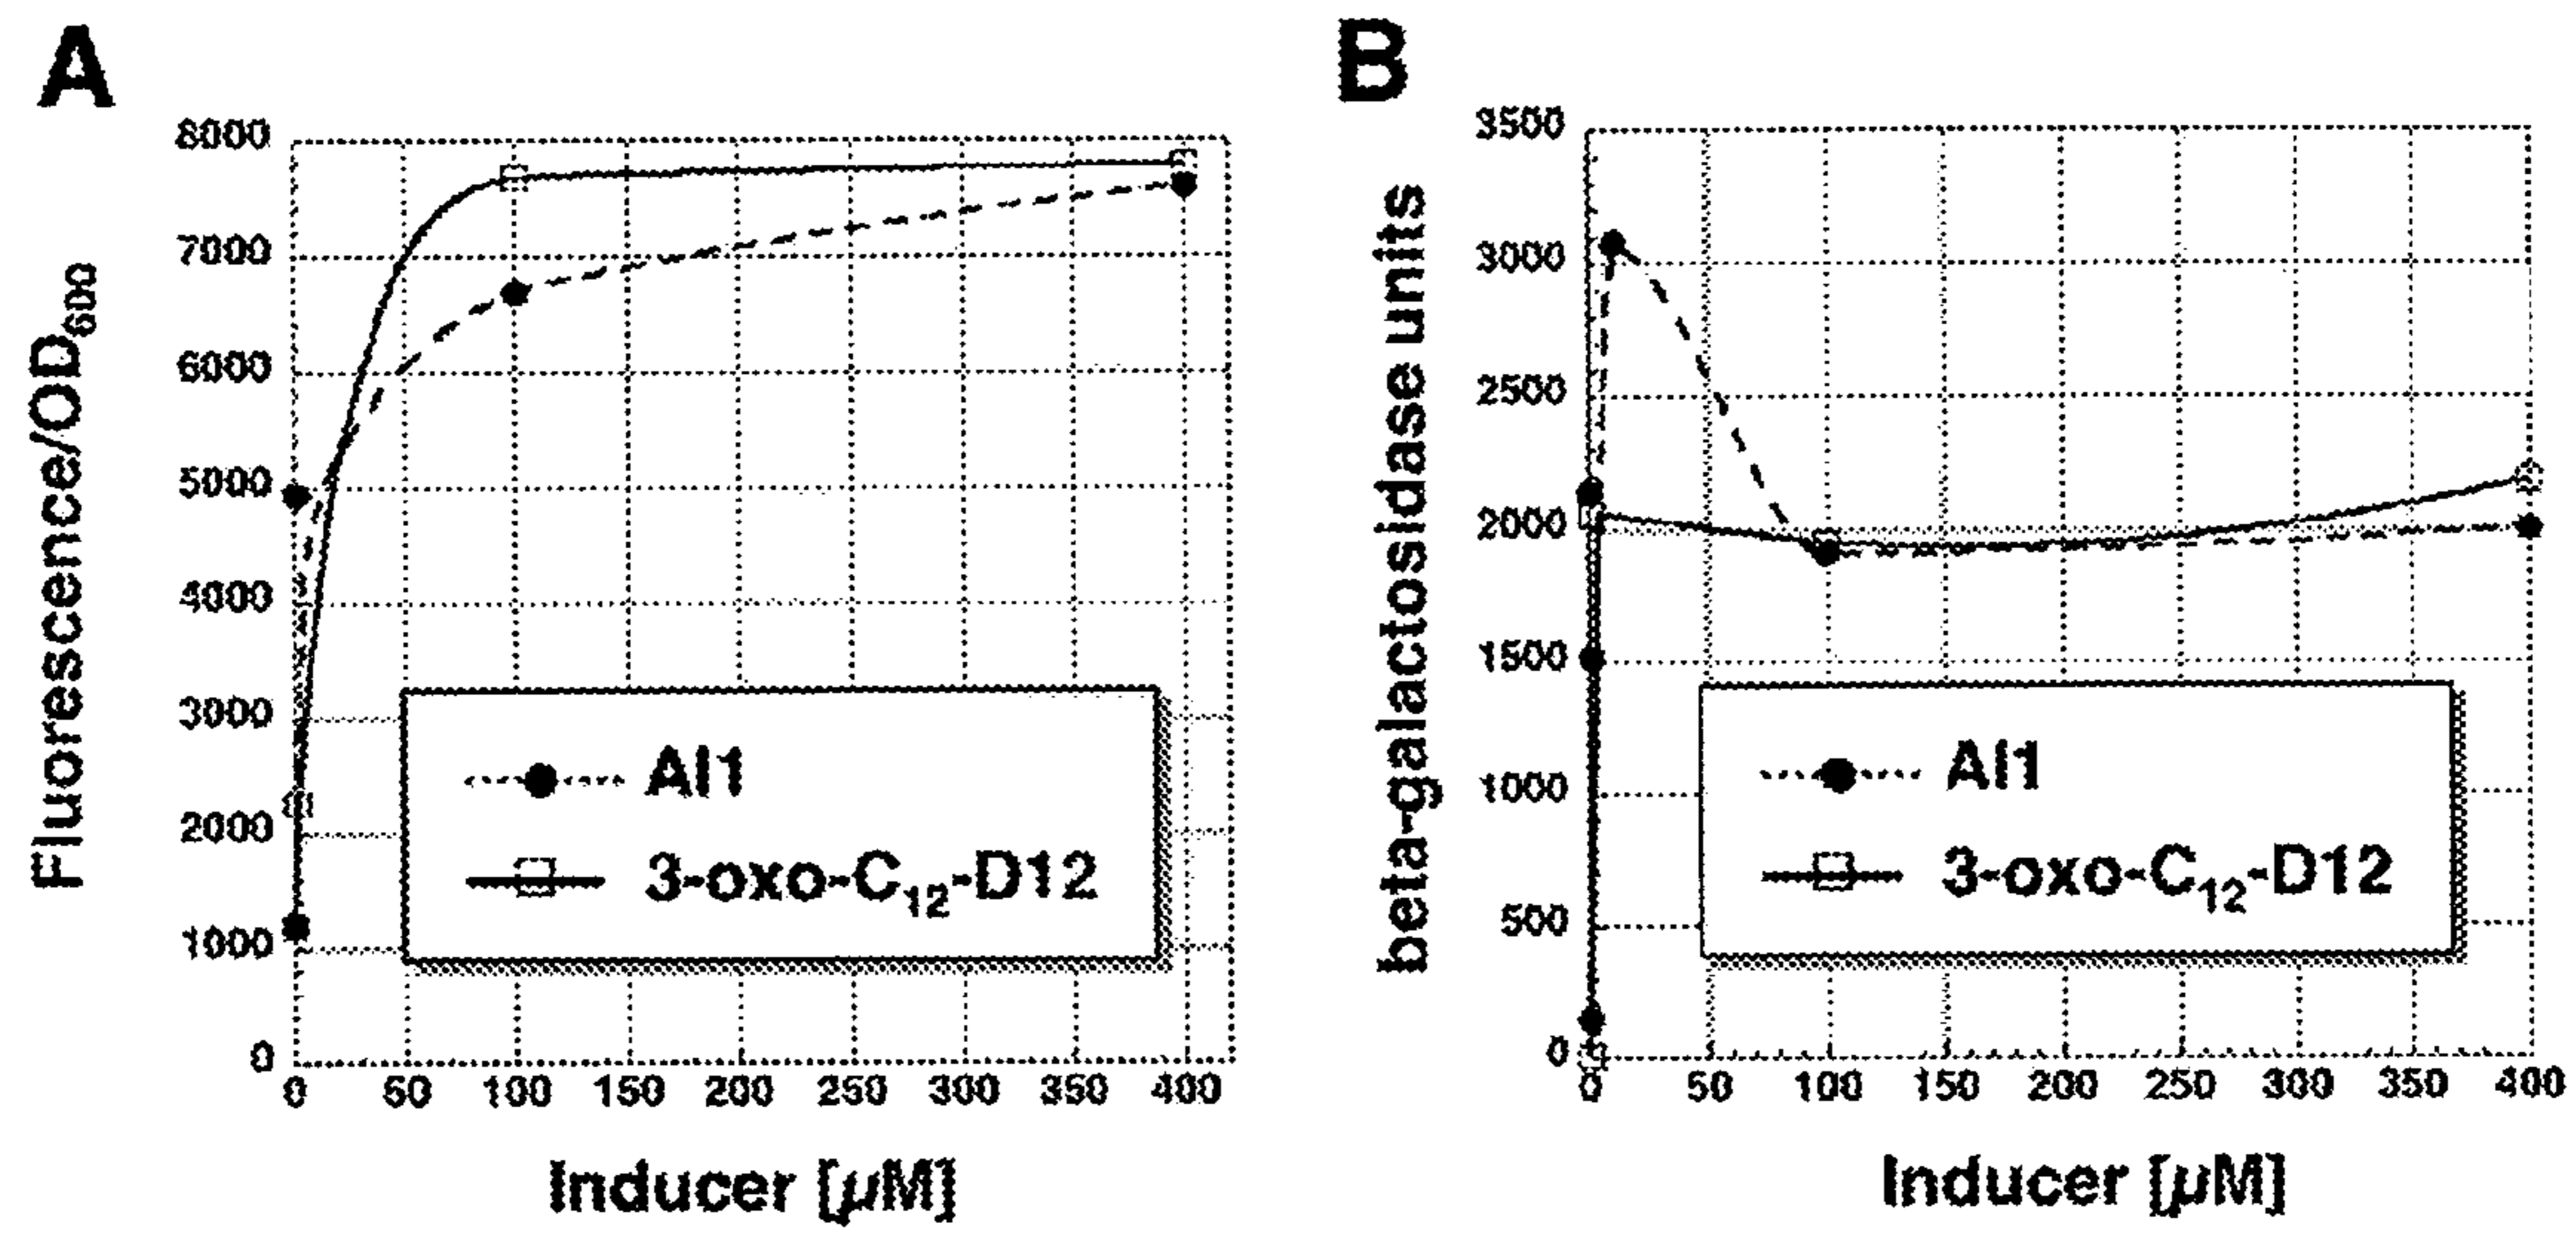 A
8000
7000
6000
5000
4000
3000
2000
1000
0
Fluorescence/OD600
AI1
3-oxo-C12-D12
0 50 100 150 200 250 300 350 400
Inducer [µM]
B
3500
3000
2500
2000
1500
1000
500
0
beta-galactosidase units
AI1
3-oxo-C12-D12
0 50 100 150 200 250 300 350 400
Inducer [µM]